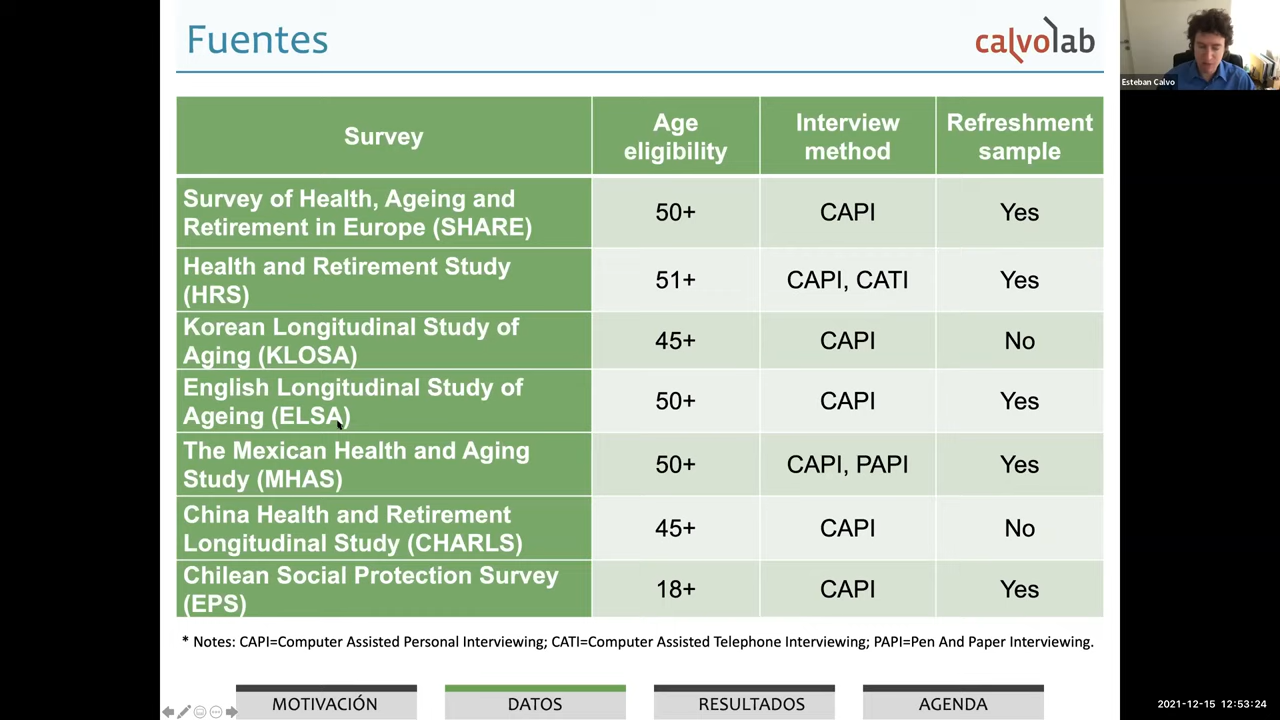 Fuentes
calvolab
Esteban Calvo
Survey
Age
eligibility
Interview
method
Refreshment
sample
Survey of Health, Ageing and
Retirement in Europe (SHARE)
50+
CAPI
Yes
Health and Retirement Study
(HRS)
51+
CAPI, CATI
Yes
Korean Longitudinal Study of
Aging (KLOSA)
45+
CAPI
No
English Longitudinal Study of
Ageing (ELSA)
50+
CAPI
Yes
The Mexican Health and Aging
Study (MHAS)
50+
CAPI, PAPI
Yes
China Health and Retirement
Longitudinal Study (CHARLS)
45+
CAPI
No
Chilean Social Protection Survey
(EPS)
18+
CAPI
Yes
* Notes: CAPI=Computer Assisted Personal Interviewing; CATI=Computer Assisted Telephone Interviewing; PAPI=Pen And Paper Interviewing.
MOTIVACIÓN
DATOS
RESULTADOS
AGENDA
2021-12-15 12:53:24